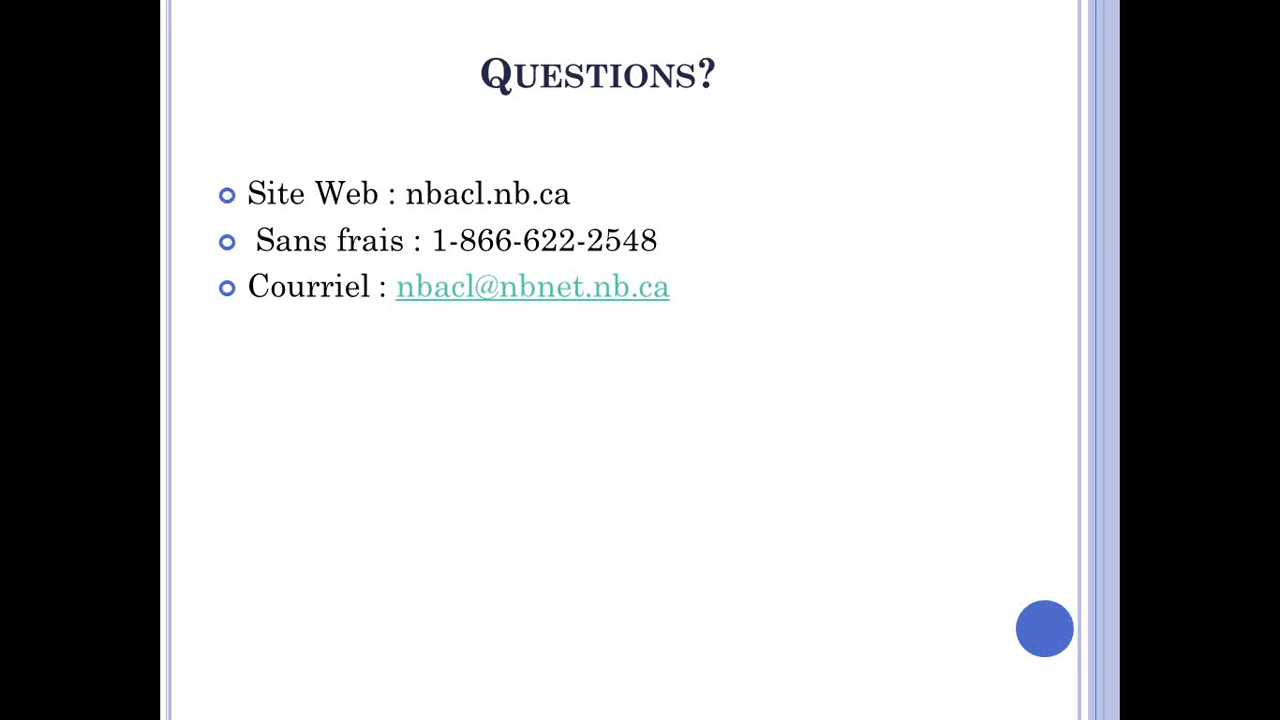 QUESTIONS?
Site Web : nbacl.nb.ca
Sans frais : 1-866-622-2548
Courriel : nbacl@nbnet.nb.ca